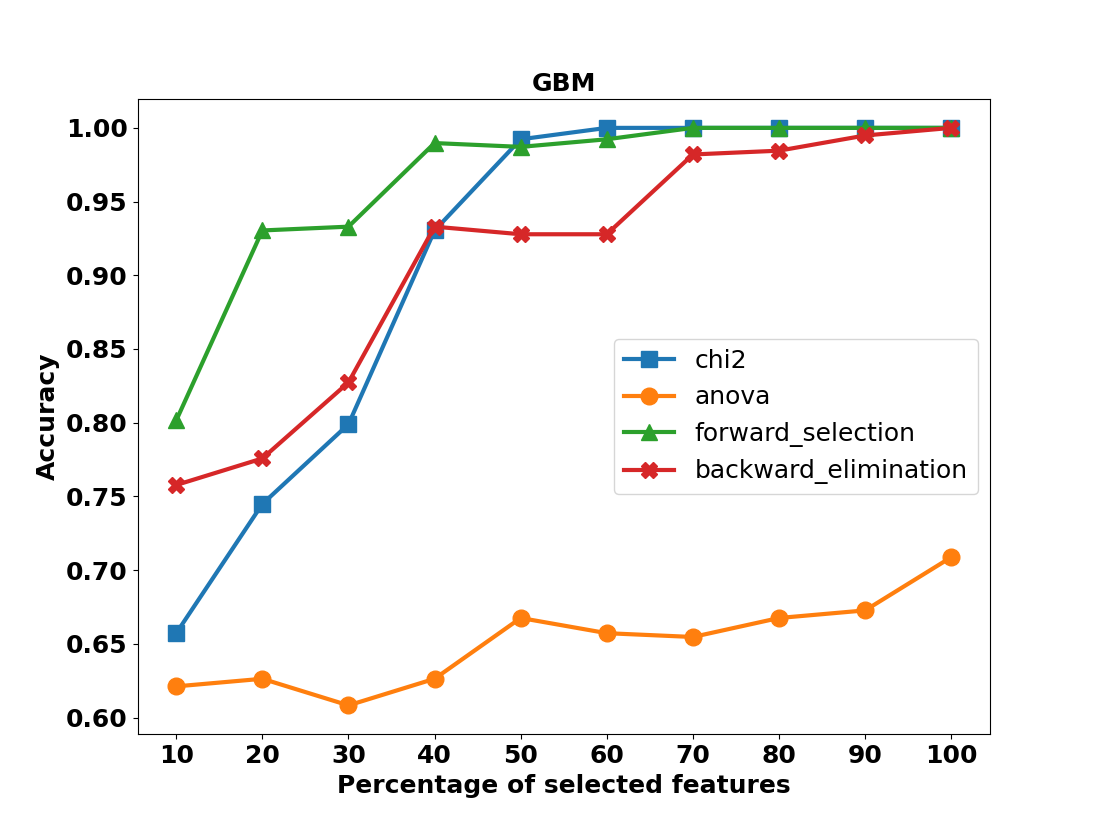 GBM
1.00
0.95
0.90
0.85
0.80
0.75
0.70
0.65
0.60
Accuracy
chi2
anova
forward_selection
backward_elimination
10 20 30 40 50 60 70 80 90 100
Percentage of selected features